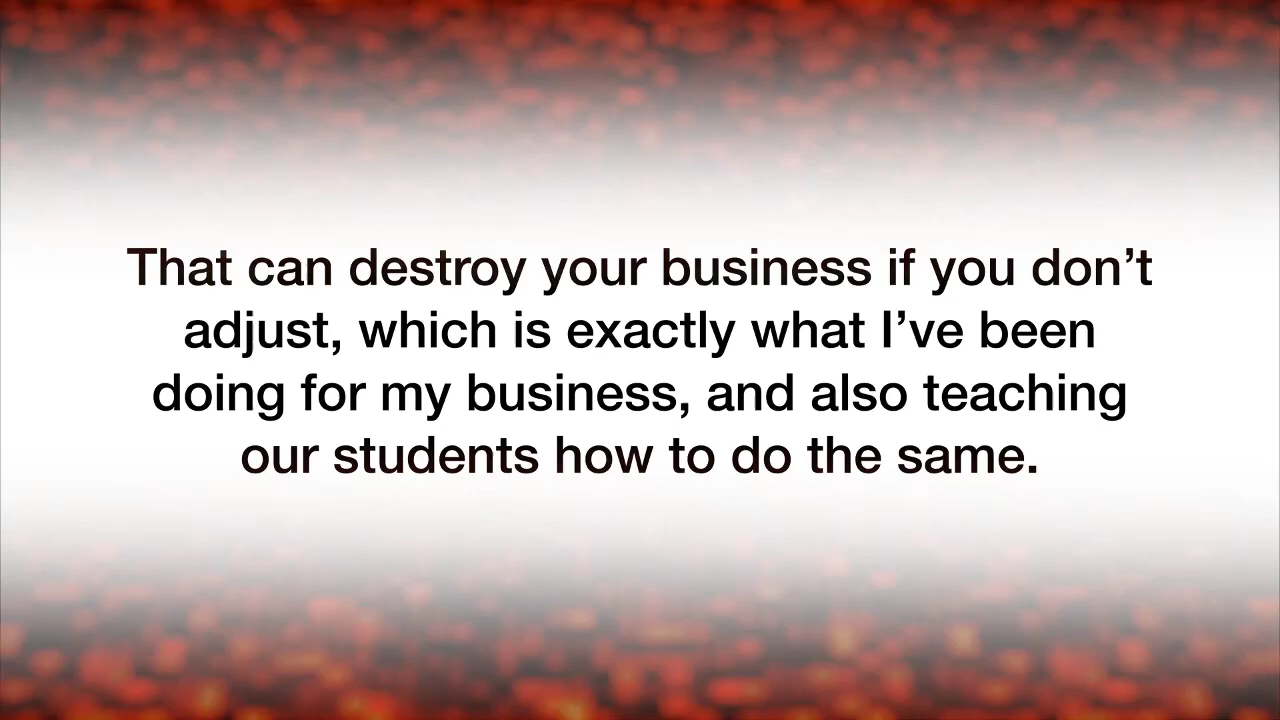 That can destroy your business if you don’t
adjust, which is exactly what I’ve been
doing for my business, and also teaching
our students how to do the same.